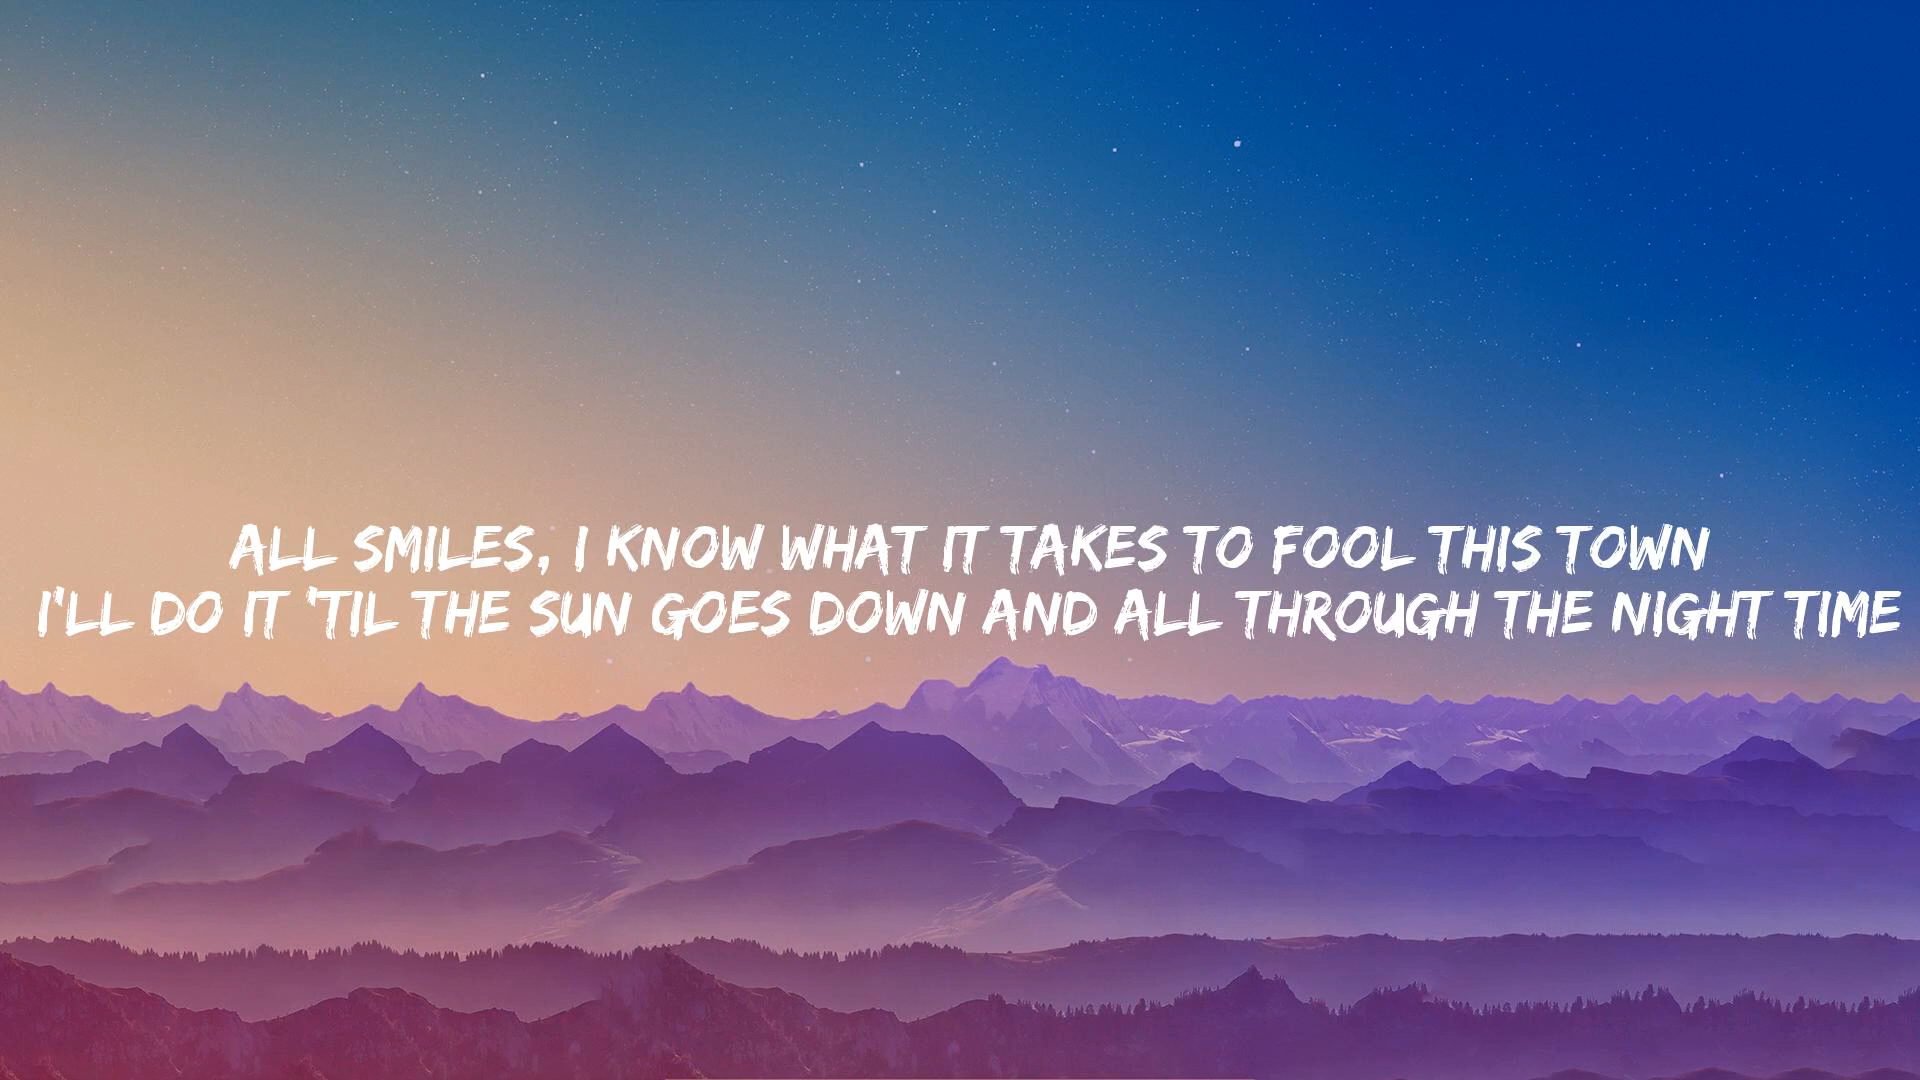 ALL SMILES, I KNOW WHAT IT TAKES TO FOOL THIS TOWN
I'LL DO IT 'TIL THE SUN GOES DOWN AND ALL THROUGH THE NIGHT TIME